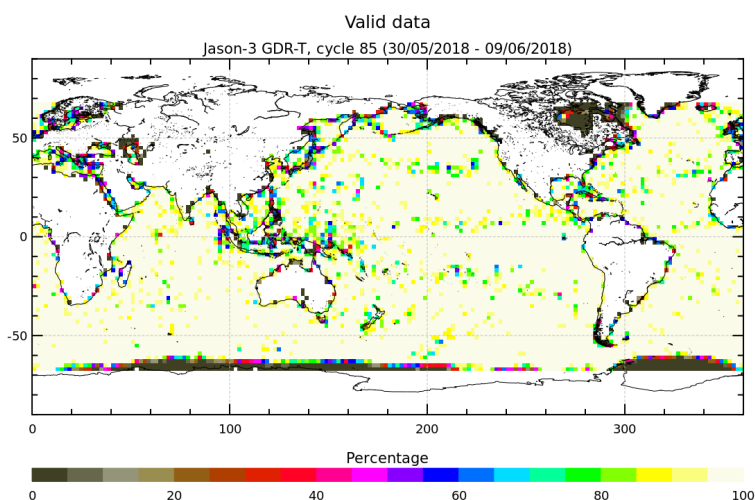 Valid data
Jason-3 GDR-T, cycle 85 (30/05/2018 - 09/06/2018)
50
0
-50
0 100 200 300
Percentage
0 20 40 60 80 100